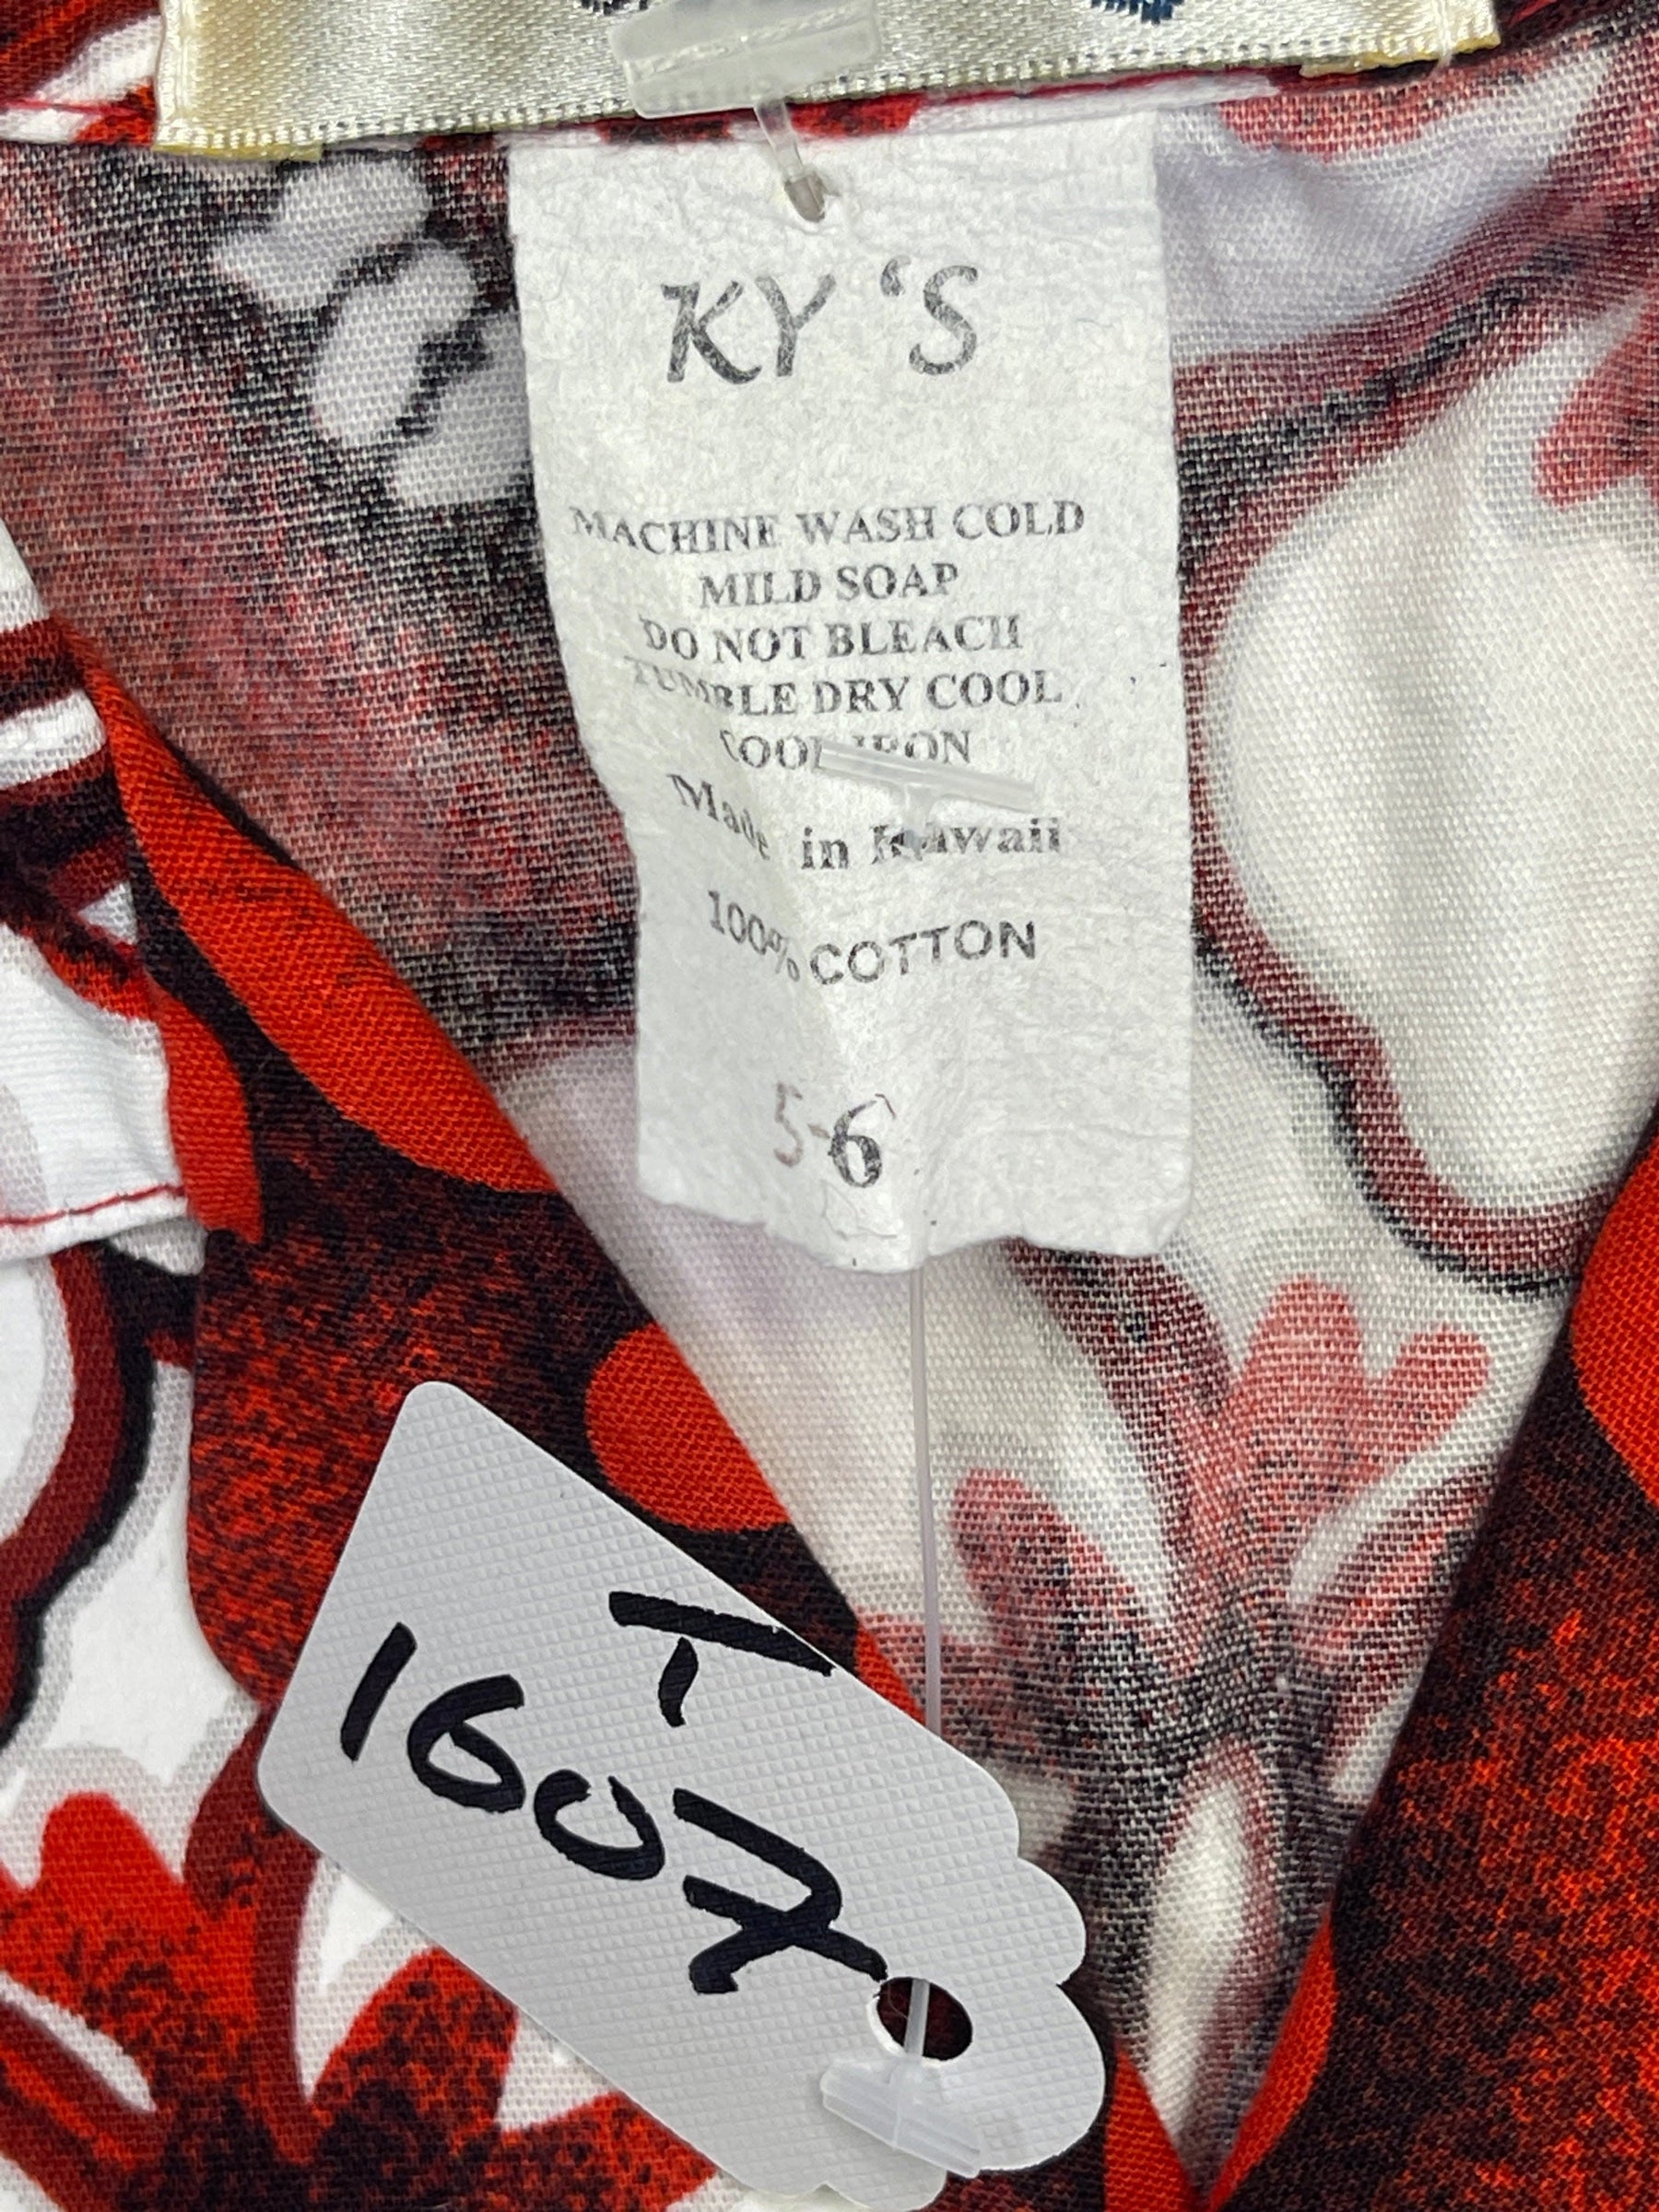 KY 'S
MACHINE WASH COLD
MILD SOAP
DO NOT BLEACH
TUMBLE DRY COOL
COOL IRON
Made in Hawaii
100% COTTON
5-6
T-
1607